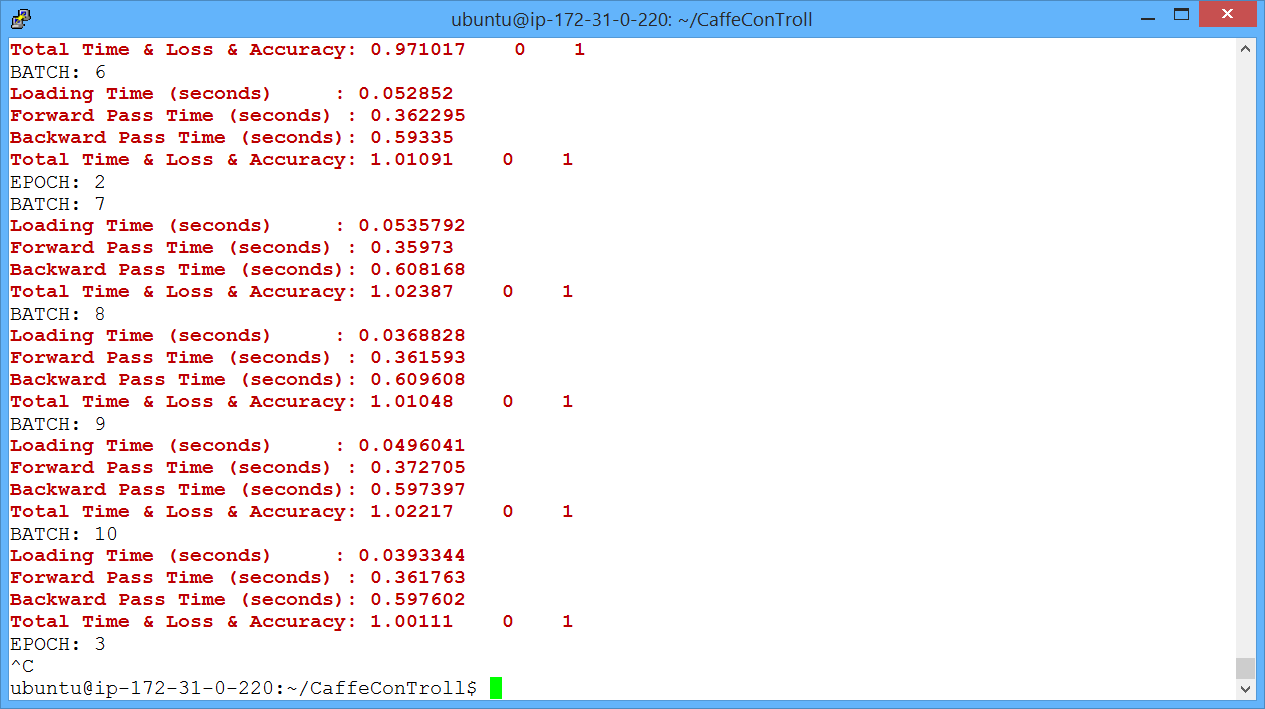 ubuntu@ip-172-31-0-220: ~/CaffeConTroll
Total Time & Loss & Accuracy: 0.971017    0    1
BATCH: 6
Loading Time (seconds)     : 0.052852
Forward Pass Time (seconds) : 0.362295
Backward Pass Time (seconds): 0.59335
Total Time & Loss & Accuracy: 1.01091    0    1
EPOCH: 2
BATCH: 7
Loading Time (seconds)     : 0.0535792
Forward Pass Time (seconds) : 0.35973
Backward Pass Time (seconds): 0.608168
Total Time & Loss & Accuracy: 1.02387    0    1
BATCH: 8
Loading Time (seconds)     : 0.0368828
Forward Pass Time (seconds) : 0.361593
Backward Pass Time (seconds): 0.609608
Total Time & Loss & Accuracy: 1.01048    0    1
BATCH: 9
Loading Time (seconds)     : 0.0496041
Forward Pass Time (seconds) : 0.372705
Backward Pass Time (seconds): 0.597397
Total Time & Loss & Accuracy: 1.02217    0    1
BATCH: 10
Loading Time (seconds)     : 0.0393344
Forward Pass Time (seconds) : 0.361763
Backward Pass Time (seconds): 0.597602
Total Time & Loss & Accuracy: 1.00111    0    1
EPOCH: 3
^C
ubuntu@ip-172-31-0-220:~/CaffeConTroll$